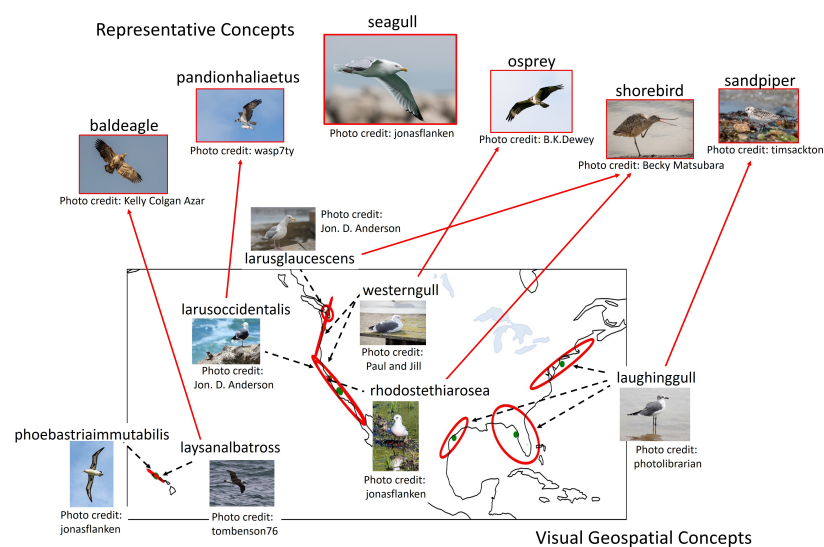 Representative Concepts
seagull
Photo credit: jonasflanken
pandionhaliaetus
Photo credit: wasp7ty
osprey
Photo credit: B.K.Dewey
shorebird
Photo credit: Becky Matsubara
sandpiper
Photo credit: timsackton
baldeagle
Photo credit: Kelly Colgan Azar
Photo credit:
Jon. D. Anderson
larusglaucescens
westerngull
Photo credit:
Paul and Jill
larusoccidentalis
Photo credit:
Jon. D. Anderson
rhodostethiarosea
Photo credit:
jonasflanken
laughinggull
Photo credit:
photolibrarian
phoebastriaimmutabilis
Photo credit:
jonasflanken
laysanalbatross
Photo credit:
tombenson76
Visual Geospatial Concepts